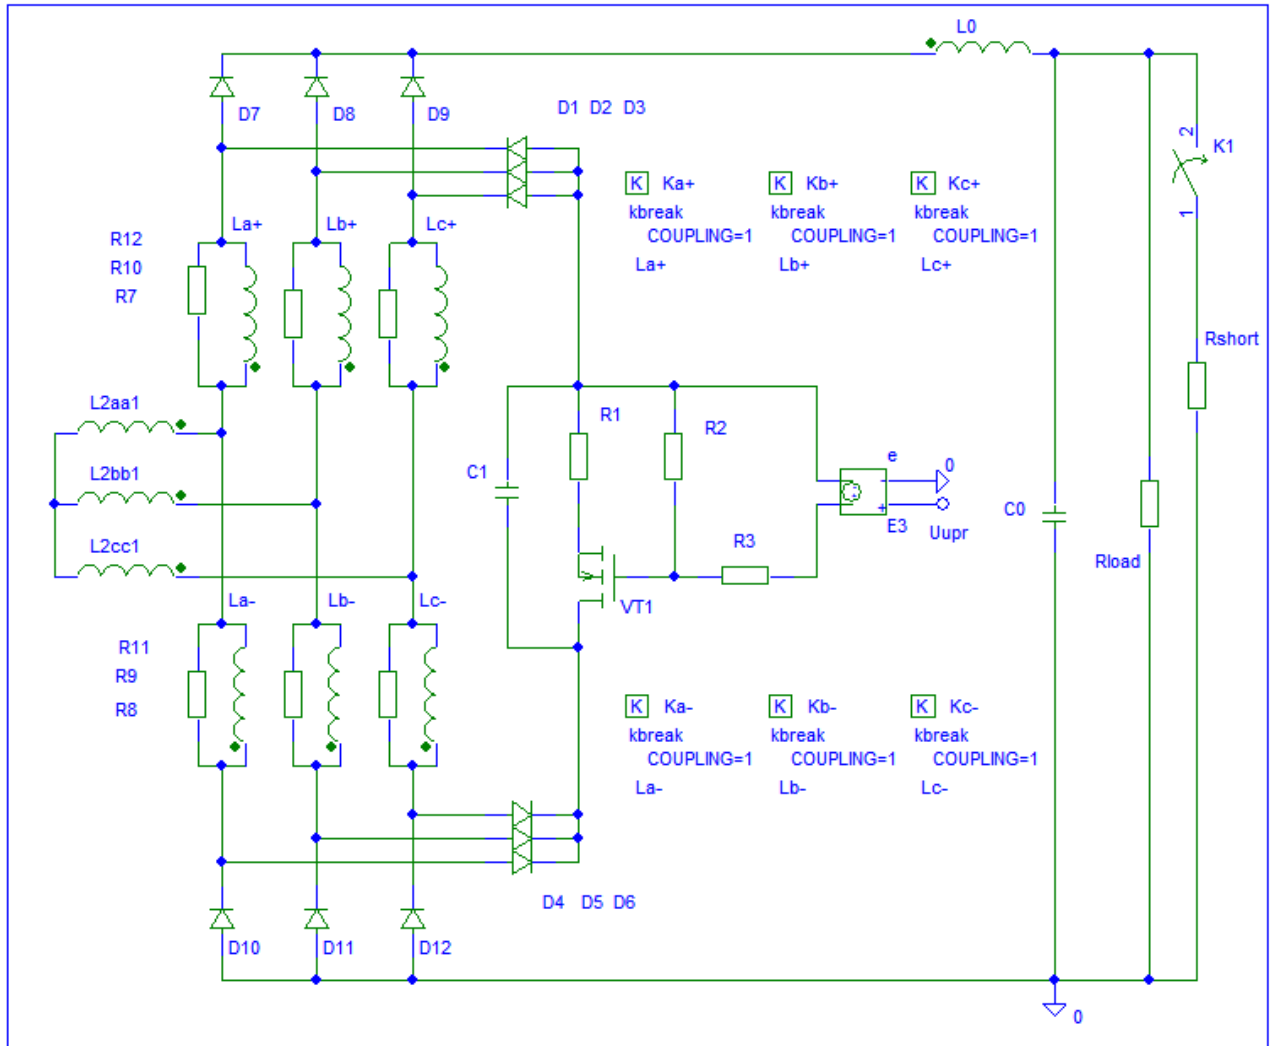 L0
D7
D8
D9
D1 D2 D3
2
K1
1
K Ka+
kbreak
COUPLING=1
La+
K Kb+
kbreak
COUPLING=1
Lb+
K Kc+
kbreak
COUPLING=1
Lc+
La+
Lb+
Lc+
R12
R10
R7
Rshort
L2aa1
L2bb1
L2cc1
R1
R2
C1
e
0
E3
Uupr
C0
R3
VT1
Rload
La-
Lb-
Lc-
R11
R9
R8
K Ka-
kbreak
COUPLING=1
La-
K Kb-
kbreak
COUPLING=1
Lb-
K Kc-
kbreak
COUPLING=1
Lc-
D4 D5 D6
D10
D11
D12
0